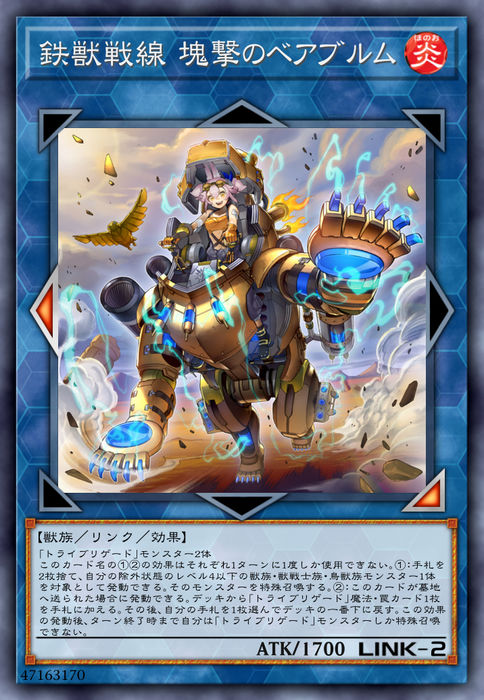 鉄獣戦線 塊撃のベアブルム
ほのお
炎
【獣族／リンク／効果】
「トライブリゲード」モンスター2体
このカード名の①②の効果はそれぞれ1ターンに1度しか使用できない。①：手札を
2枚捨て、自分の除外状態のレベル4以下の獣族・獣戦士族・鳥獣族モンスター1体
を対象として発動できる。そのモンスターを特殊召喚する。②：このカードが墓地
へ送られた場合に発動できる。デッキから「トライブリゲード」魔法・罠カード1枚
を手札に加える。その後、自分の手札を1枚選んでデッキの一番下に戻す。この効果
の発動後、ターン終了時まで自分は「トライブリゲード」モンスターしか特殊召喚
できない。
ATK/1700 LINK-2
47163170